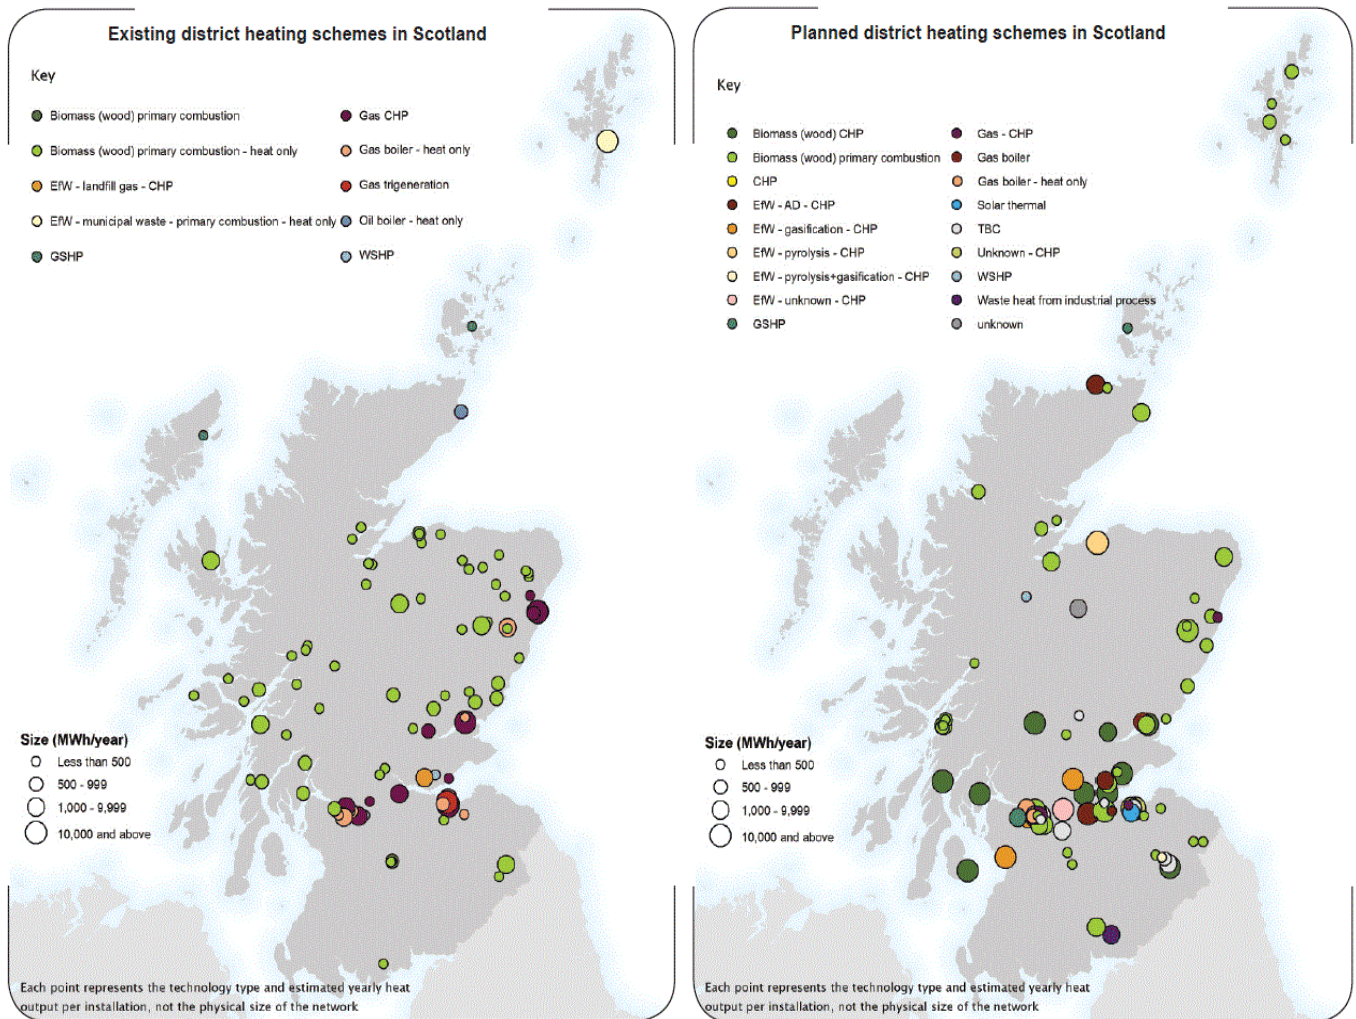 Existing district heating schemes in Scotland
Key
Biomass (wood) primary combustion
Biomass (wood) primary combustion - heat only
EfW - landfill gas - CHP
EfW - municipal waste - primary combustion - heat only
GSHP
Gas CHP
Gas boiler - heat only
Gas trigeneration
Oil boiler - heat only
WSHP
Size (MWh/year)
Less than 500
500 - 999
1,000 - 9,999
10,000 and above
Each point represents the technology type and estimated yearly heat
output per installation, not the physical size of the network
Planned district heating schemes in Scotland
Key
Biomass (wood) CHP
Biomass (wood) primary combustion
CHP
EfW - AD - CHP
EfW - gasification - CHP
EfW - pyrolysis - CHP
EfW - pyrolysis+gasification - CHP
EfW - unknown - CHP
GSHP
Gas - CHP
Gas boiler
Gas boiler - heat only
Solar thermal
TBC
Unknown - CHP
WSHP
Waste heat from industrial process
unknown
Size (MWh/year)
Less than 500
500 - 999
1,000 - 9,999
10,000 and above
Each point represents the technology type and estimated yearly heat
output per installation, not the physical size of the network